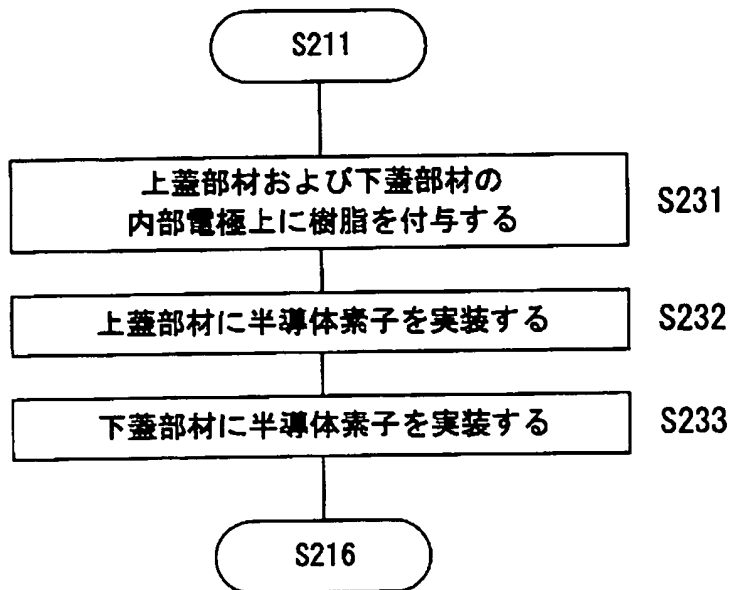 S211
上蓋部材および下蓋部材の
内部電極上に樹脂を付与する
S231
上蓋部材に半導体素子を実装する
S232
下蓋部材に半導体素子を実装する
S233
S216